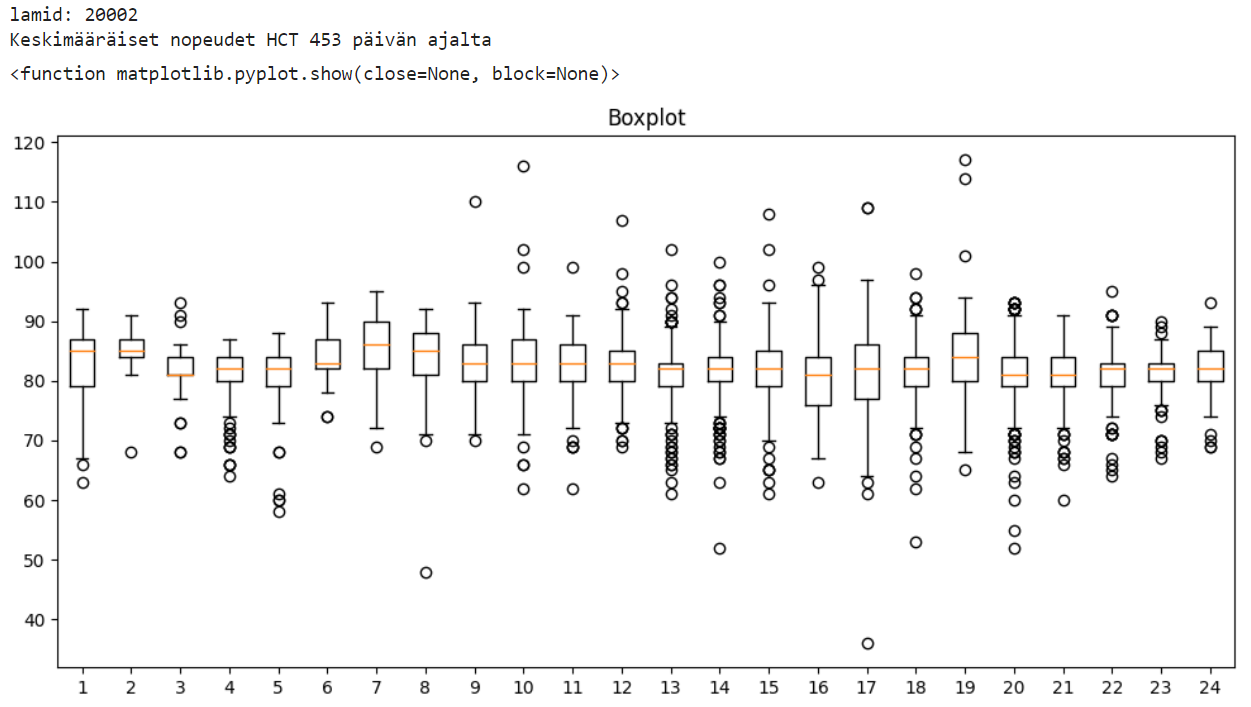 lamid: 20002
Keskimääräiset nopeudet HCT 453 päivän ajalta
<function matplotlib.pyplot.show(close=None, block=None)>
Boxplot
120
110
100
90
80
70
60
50
40
1 2 3 4 5 6 7 8 9 10 11 12 13 14 15 16 17 18 19 20 21 22 23 24